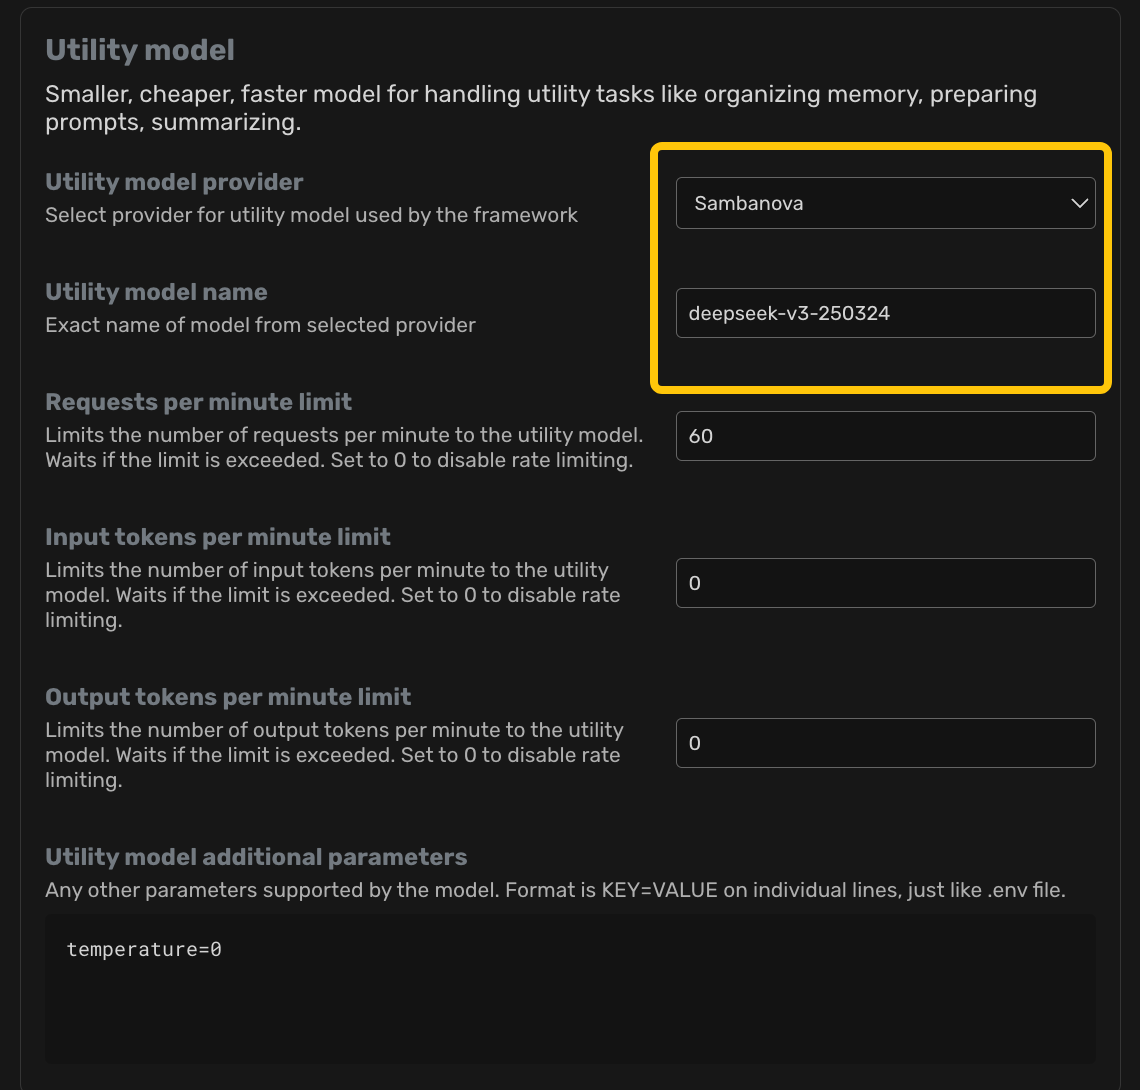 Utility model
Smaller, cheaper, faster model for handling utility tasks like organizing memory, preparing
prompts, summarizing.
Utility model provider
Select provider for utility model used by the framework
Sambanova
Utility model name
Exact name of model from selected provider
deepseek-v3-250324
Requests per minute limit
Limits the number of requests per minute to the utility model.
Waits if the limit is exceeded. Set to 0 to disable rate limiting.
60
Input tokens per minute limit
Limits the number of input tokens per minute to the utility
model. Waits if the limit is exceeded. Set to 0 to disable rate
limiting.
0
Output tokens per minute limit
Limits the number of output tokens per minute to the utility
model. Waits if the limit is exceeded. Set to 0 to disable rate
limiting.
0
Utility model additional parameters
Any other parameters supported by the model. Format is KEY=VALUE on individual lines, just like .env file.
temperature=0